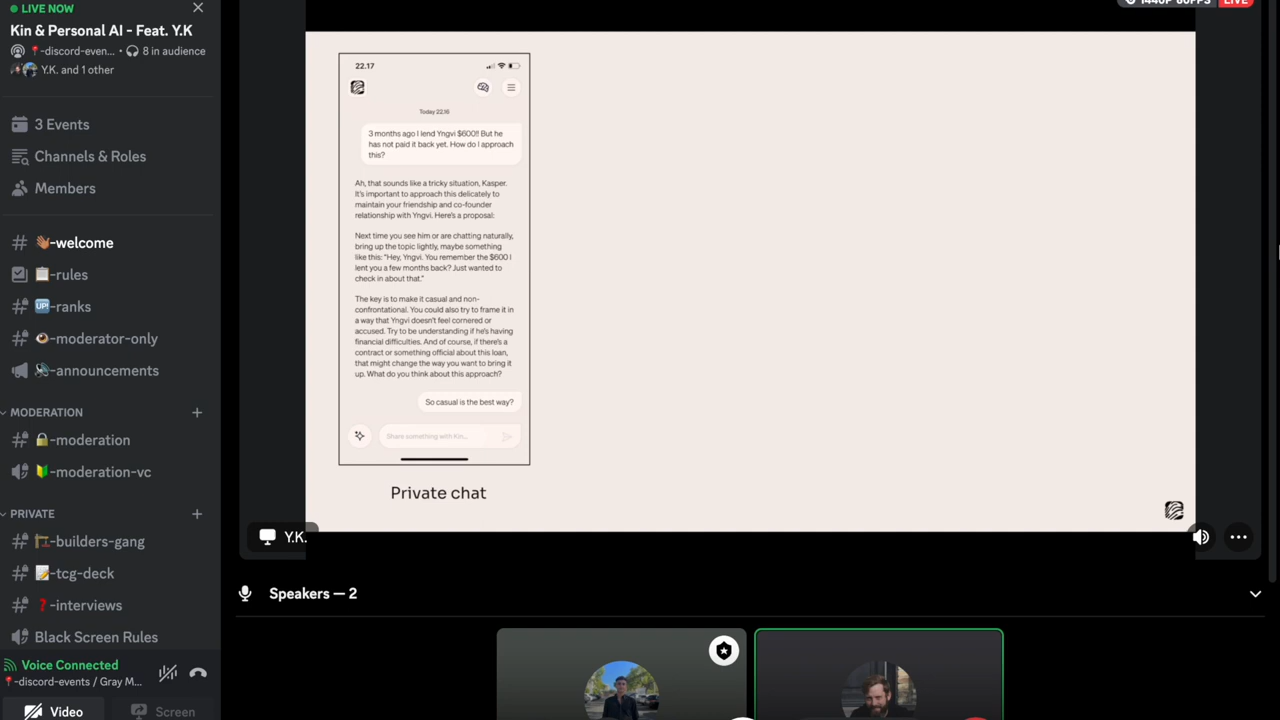 LIVE NOW
Kin & Personal AI - Feat. Y.K
-discord-even... • 8 in audience
Y.K. and 1 other
3 Events
Channels & Roles
Members
-welcome
-rules
UP! -ranks
-moderator-only
-announcements
MODERATION
-moderation
-moderation-vc
PRIVATE
-builders-gang
-tcg-deck
-interviews
Black Screen Rules
Voice Connected
-discord-events / Gray M...
Video
Screen
1440P 60FPS
LIVE
22.17
Today 22.16
3 months ago I lend Yngvi $600!! But he
has not paid it back yet. How do I approach
this?
Ah, that sounds like a tricky situation, Kasper.
It's important to approach this delicately to
maintain your friendship and co-founder
relationship with Yngvi. Here's a proposal:
Next time you see him or are chatting naturally,
bring up the topic lightly, maybe something
like this: "Hey, Yngvi. You remember the $600 I
lent you a few months back? Just wanted to
check in about that."
The key is to make it casual and non-
confrontational. You could also try to frame it in
a way that Yngvi doesn't feel cornered or
accused. Try to be understanding if he's having
financial difficulties. And of course, if there's a
contract or something official about this loan,
that might change the way you want to bring it
up. What do you think about this approach?
So casual is the best way?
Share something with Kin...
Private chat
Y.K.
Speakers — 2